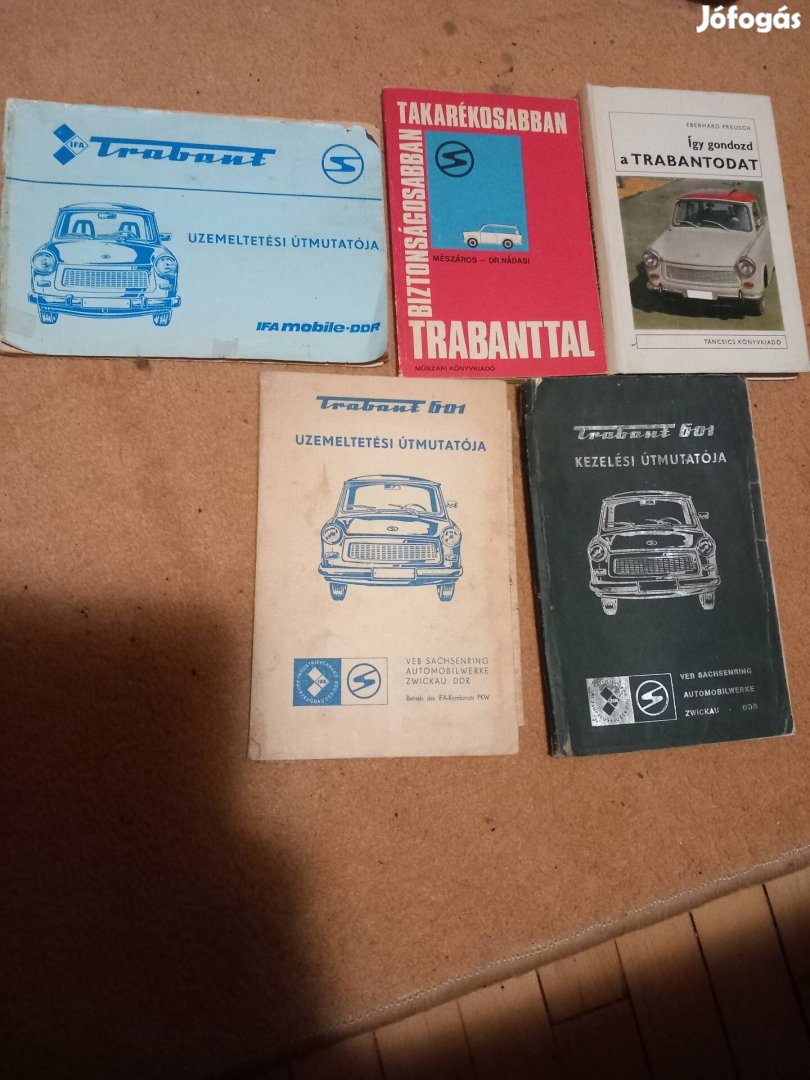 Jófogás
IFA
Trabant
S
UZEMELTETÉSI ÚTMUTATÓJA
IFA mobile-DDR
TAKARÉKOSABBAN
BIZTONSÁGOSABBAN
S
MÉSZÁROS – DR. NÁDASI
TRABANTTAL
MŰSZAKI KÖNYVKIADÓ
EBERHARD PREUSCH
Így gondozd
a TRABANTODAT
TÁNCSICS KÖNYVKIADÓ
Trabant 601
UZEMELTETÉSI ÚTMUTATÓJA
IFA
S
VEB SACHSENRING
AUTOMOBILWERKE
ZWICKAU DDR
Betrieb des IFA-Kombinats PKW
Trabant 601
KEZELÉSI ÚTMUTATÓJA
IFA
S
VEB SACHSENRING
AUTOMOBILWERKE
ZWICKAU · DDR